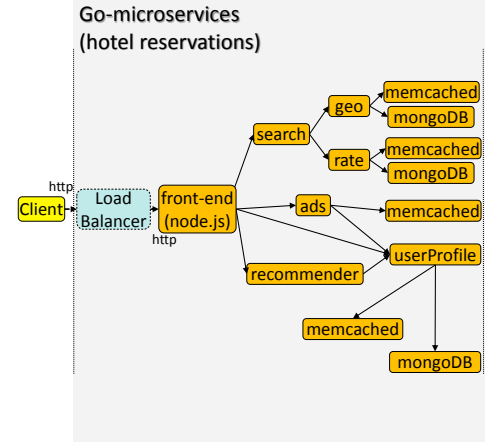 Go-microservices
(hotel reservations)
memcached
geo
mongoDB
search
memcached
rate
mongoDB
http
Client
Load
Balancer
front-end
(node.js)
http
ads
memcached
userProfile
recommender
memcached
mongoDB